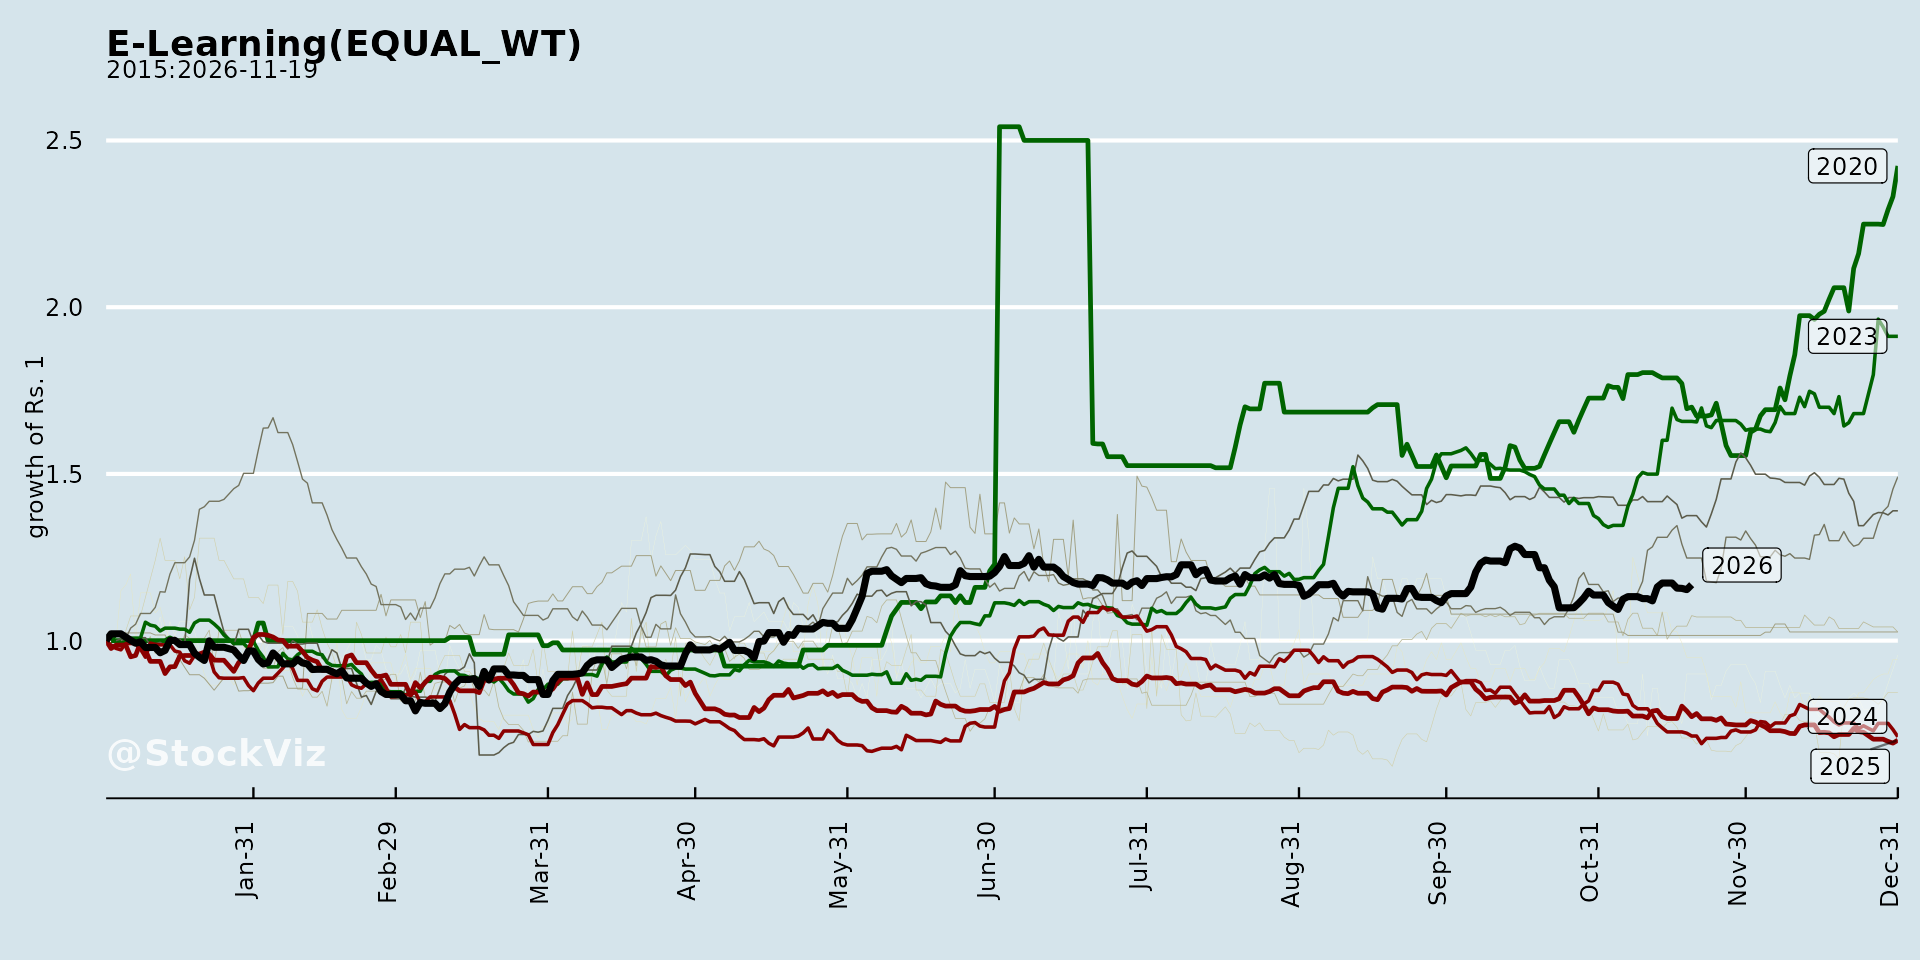 E-Learning(EQUAL_WT)
2015:2026-11-19
growth of Rs. 1
2.5
2.0
1.5
1.0
2020
2023
2026
2024
2025
@StockViz
Jan-31
Feb-29
Mar-31
Apr-30
May-31
Jun-30
Jul-31
Aug-31
Sep-30
Oct-31
Nov-30
Dec-31